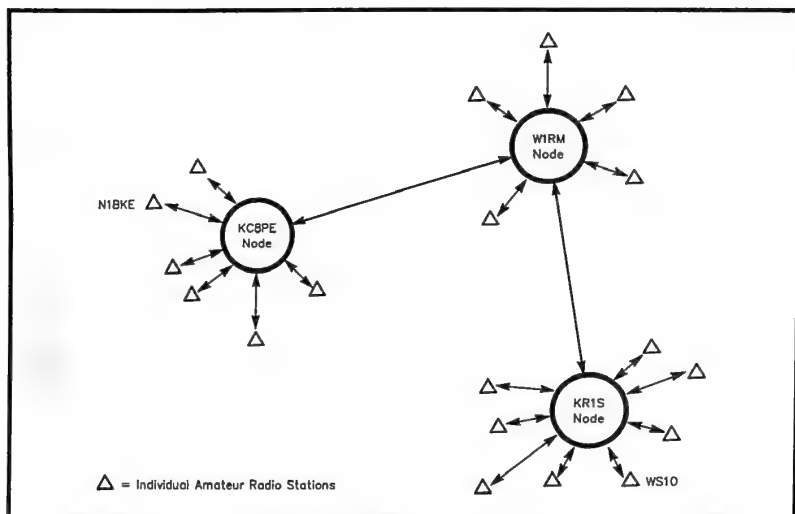 W1RM
Node
N1BKE
KC8PE
Node
KR1S
Node
WS1O
△ = Individual Amateur Radio Stations